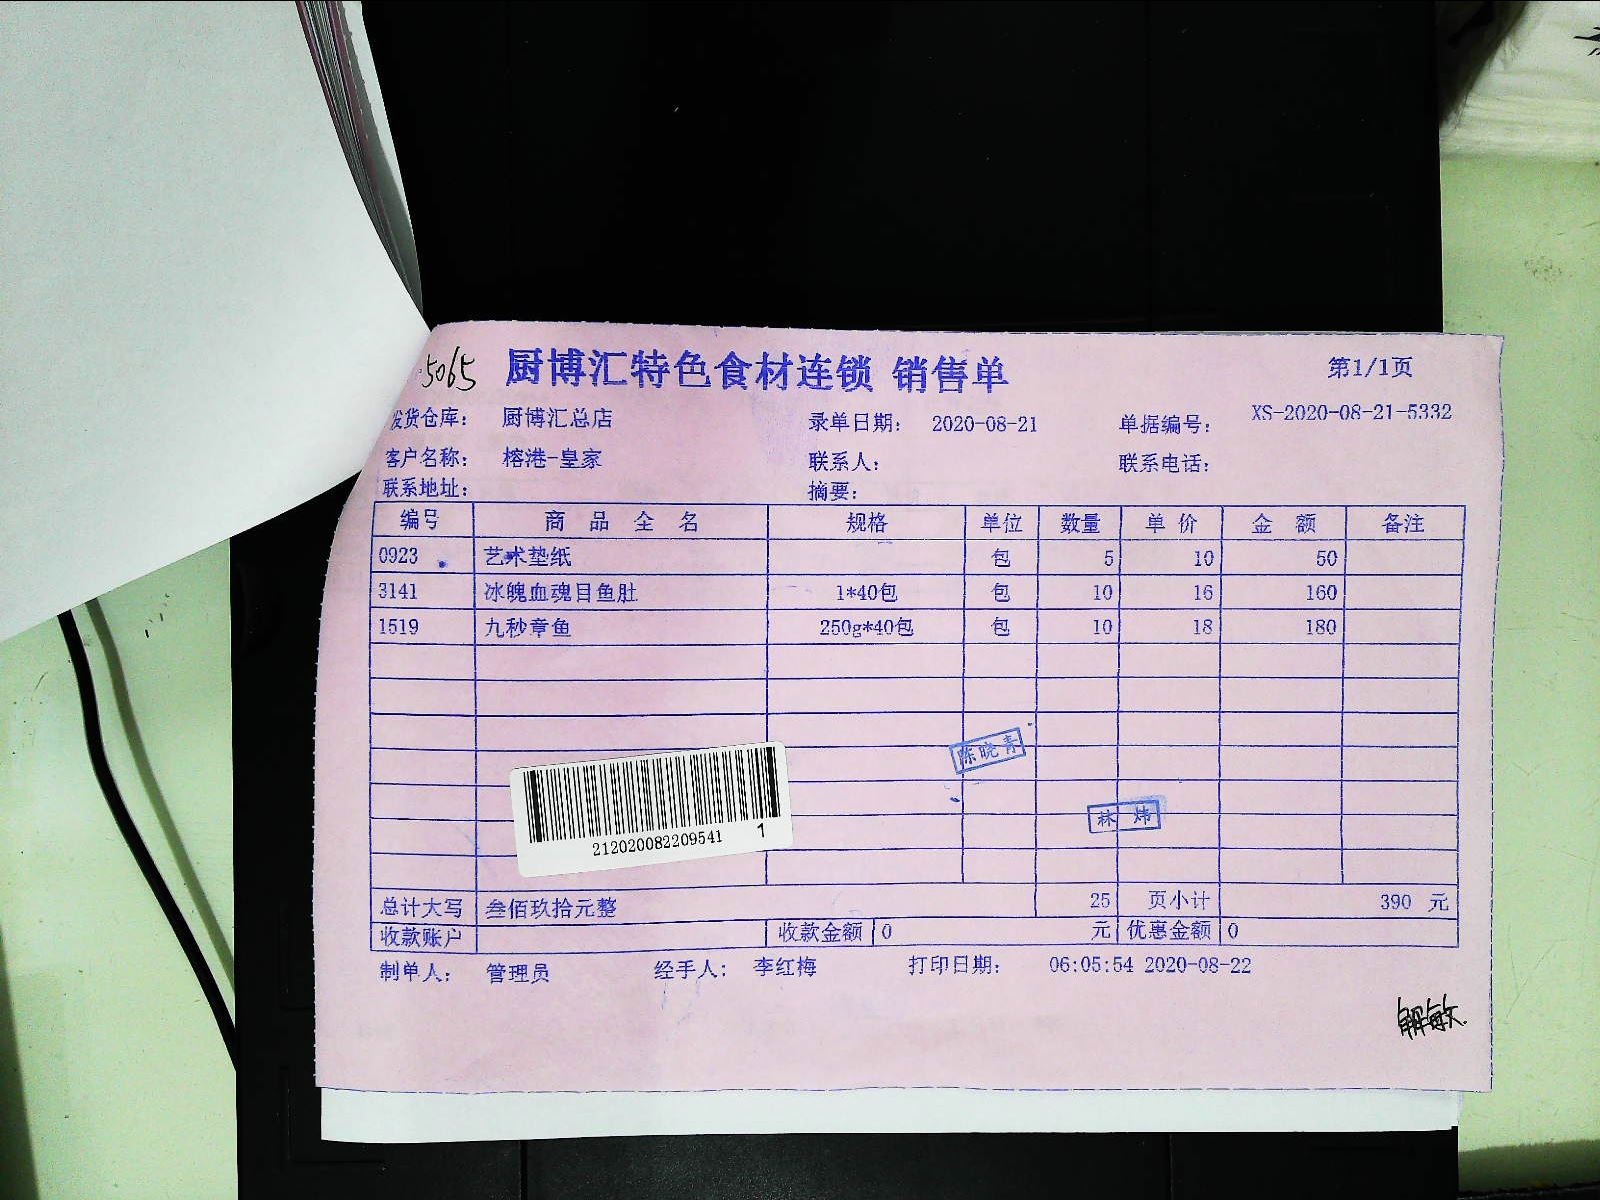 5065 厨博汇特色食材连锁 销售单 第1/1页
发货仓库： 厨博汇总店 录单日期： 2020-08-21 单据编号： XS-2020-08-21-5332
客户名称： 榕港-皇家 联系人： 联系电话：
联系地址： 摘要：
编号 商品全名 规格 单位 数量 单价 金额 备注
0923 艺术垫纸 包 5 10 50
3141 冰魄血魂目鱼肚 1*40包 包 10 16 160
1519 九秒章鱼 250g*40包 包 10 18 180
陈晓青
林炜
212020082209541 1
总计大写 叁佰玖拾元整 25 页小计 390 元
收款账户 收款金额 0 元 优惠金额 0
制单人： 管理员 经手人： 李红梅 打印日期： 06:05:54 2020-08-22
解敏